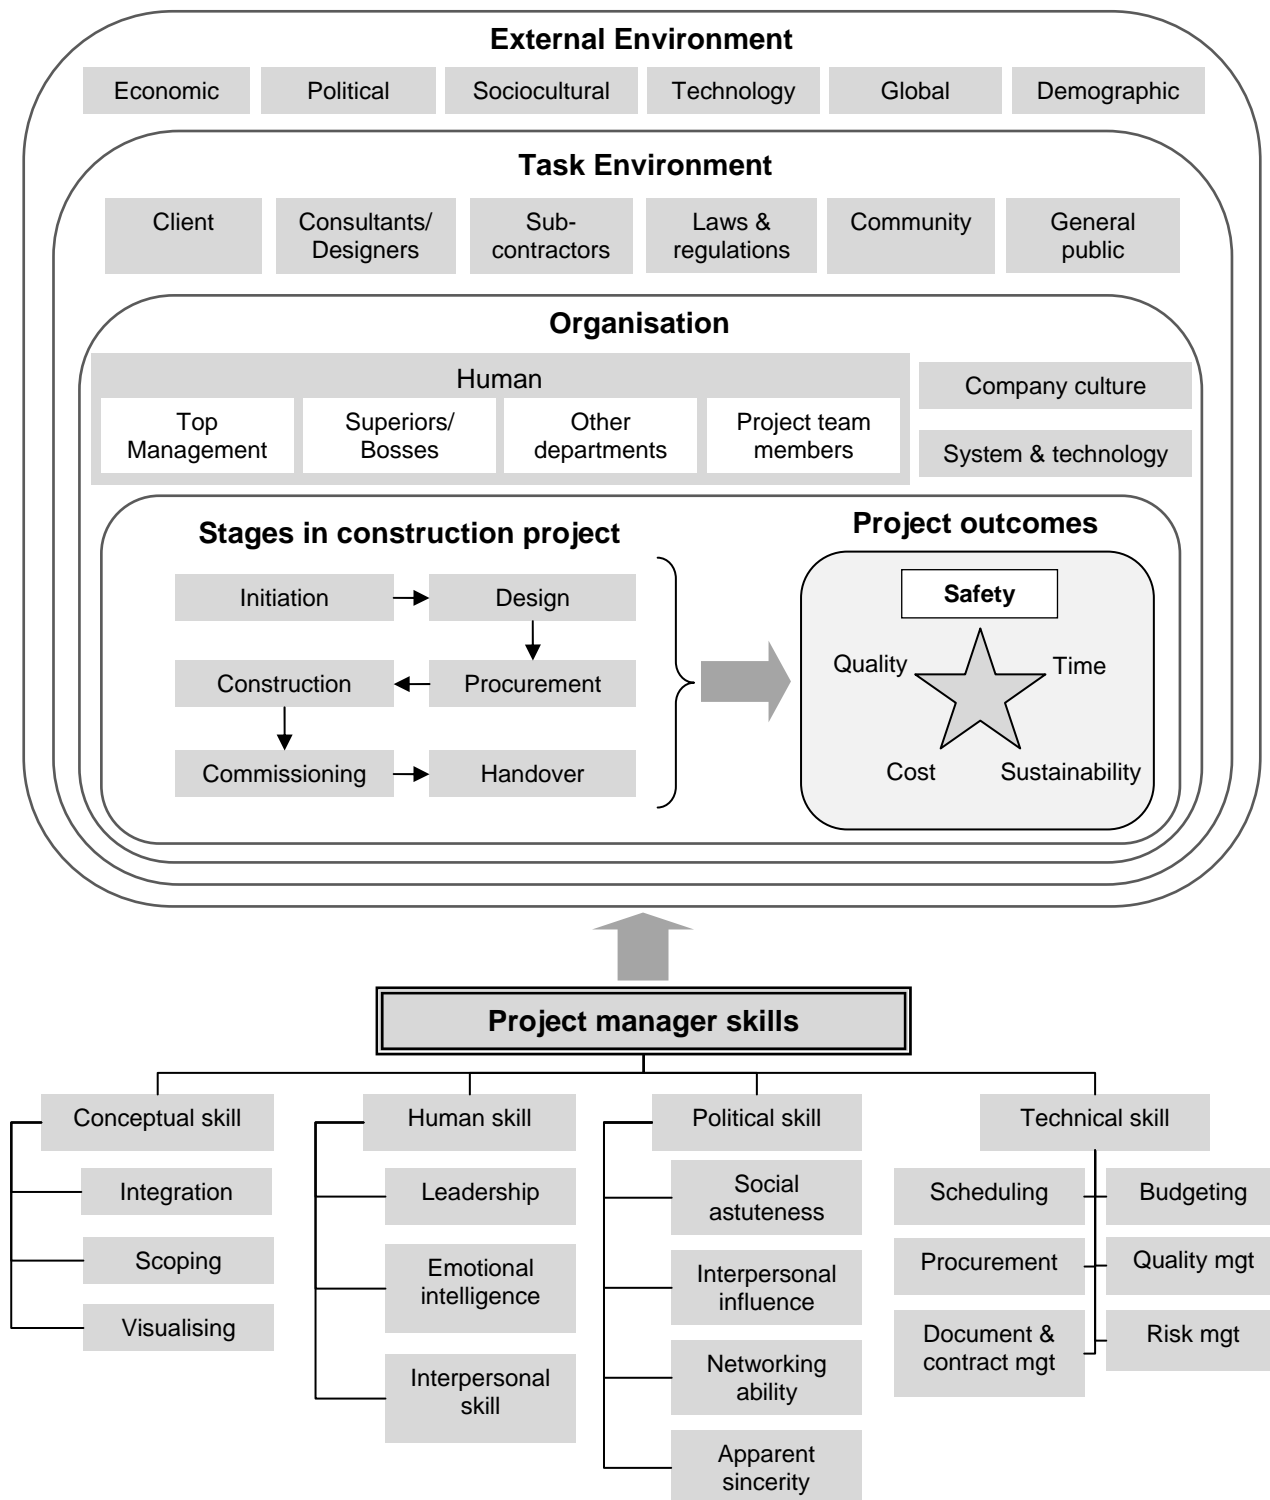 External Environment
Economic
Political
Sociocultural
Technology
Global
Demographic
Task Environment
Client
Consultants/
Designers
Sub-
contractors
Laws &
regulations
Community
General
public
Organisation
Human
Top
Management
Superiors/
Bosses
Other
departments
Project team
members
Company culture
System & technology
Stages in construction project
Initiation
Design
Construction
Procurement
Commissioning
Handover
Project outcomes
Safety
Quality
Time
Cost
Sustainability
Project manager skills
Conceptual skill
Integration
Scoping
Visualising
Human skill
Leadership
Emotional
intelligence
Interpersonal
skill
Political skill
Social
astuteness
Interpersonal
influence
Networking
ability
Apparent
sincerity
Technical skill
Scheduling
Budgeting
Procurement
Quality mgt
Document &
contract mgt
Risk mgt